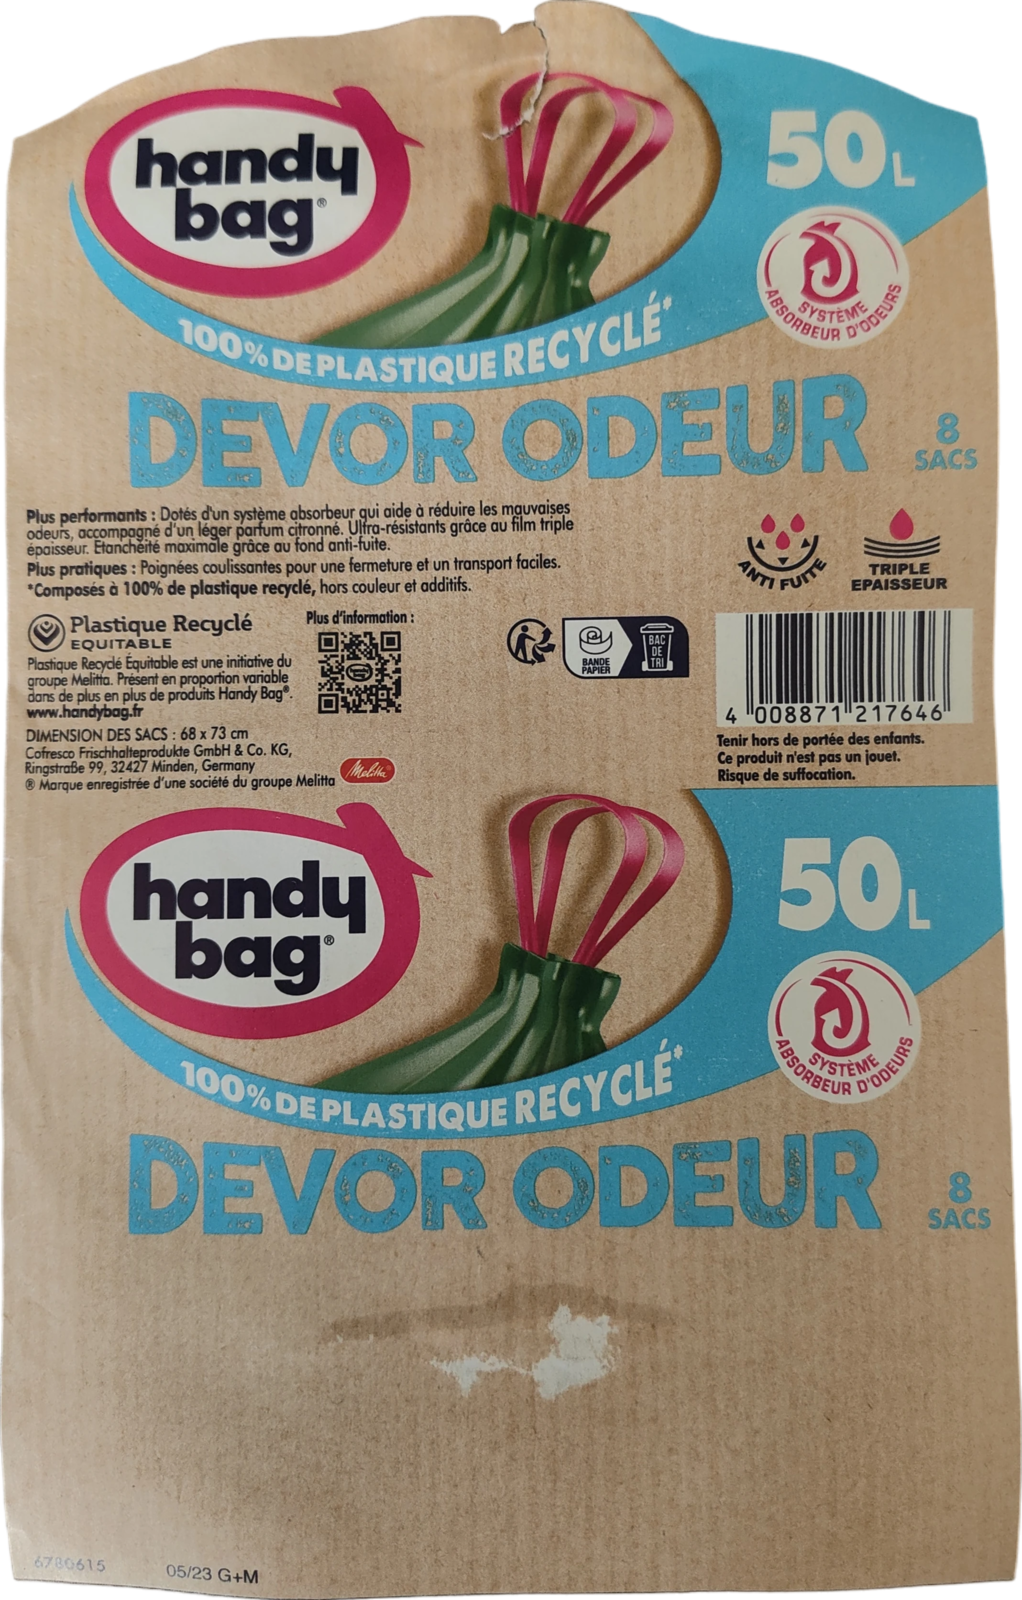 handy
bag®
50L
SYSTÈME
ABSORBEUR D'ODEURS
100% DE PLASTIQUE RECYCLÉ*
DEVOR ODEUR
8
SACS
Plus performants : Dotés d'un système absorbeur qui aide à réduire les mauvaises
odeurs, accompagné d'un léger parfum citronné. Ultra-résistants grâce au film triple
épaisseur. Etanchéité maximale grâce au fond anti-fuite.
Plus pratiques : Poignées coulissantes pour une fermeture et un transport faciles.
*Composés à 100% de plastique recyclé, hors couleur et additifs.
ANTI FUITE
TRIPLE
EPAISSEUR
Plastique Recyclé
EQUITABLE
Plastique Recyclé Équitable est une initiative du
groupe Melitta. Présent en proportion variable
dans de plus en plus de produits Handy Bag®.
www.handybag.fr
Plus d'information :
BANDE
PAPIER
BAC
DE
TRI
4 008871 217646
Tenir hors de portée des enfants.
Ce produit n'est pas un jouet.
Risque de suffocation.
DIMENSION DES SACS : 68 x 73 cm
Cofresco Frischhalteprodukte GmbH & Co. KG,
Ringstraße 99, 32427 Minden, Germany
® Marque enregistrée d'une société du groupe Melitta
Melitta
handy
bag®
50L
SYSTÈME
ABSORBEUR D'ODEURS
100% DE PLASTIQUE RECYCLÉ*
DEVOR ODEUR
8
SACS
6780615
05/23 G+M